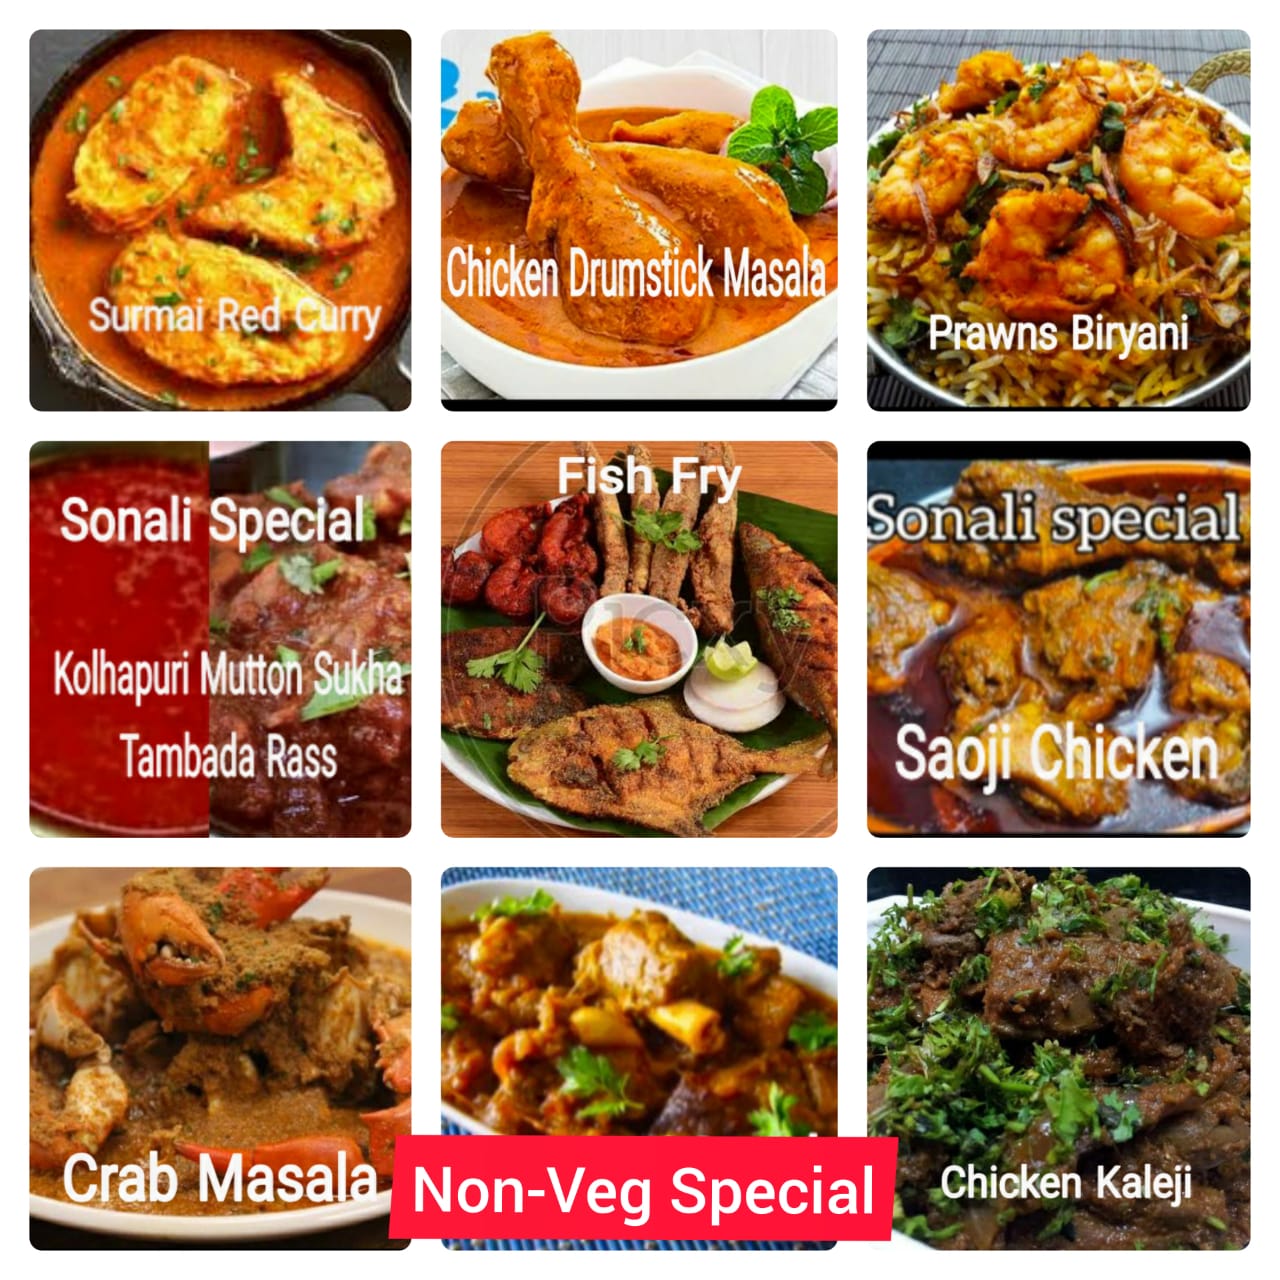 Surmai Red Curry
Chicken Drumstick Masala
Prawns Biryani
Sonali Special
Kolhapuri Mutton Sukha
Tambada Rass
Fish Fry
Sonali special
Saoji Chicken
Crab Masala
Non-Veg Special
Chicken Kaleji